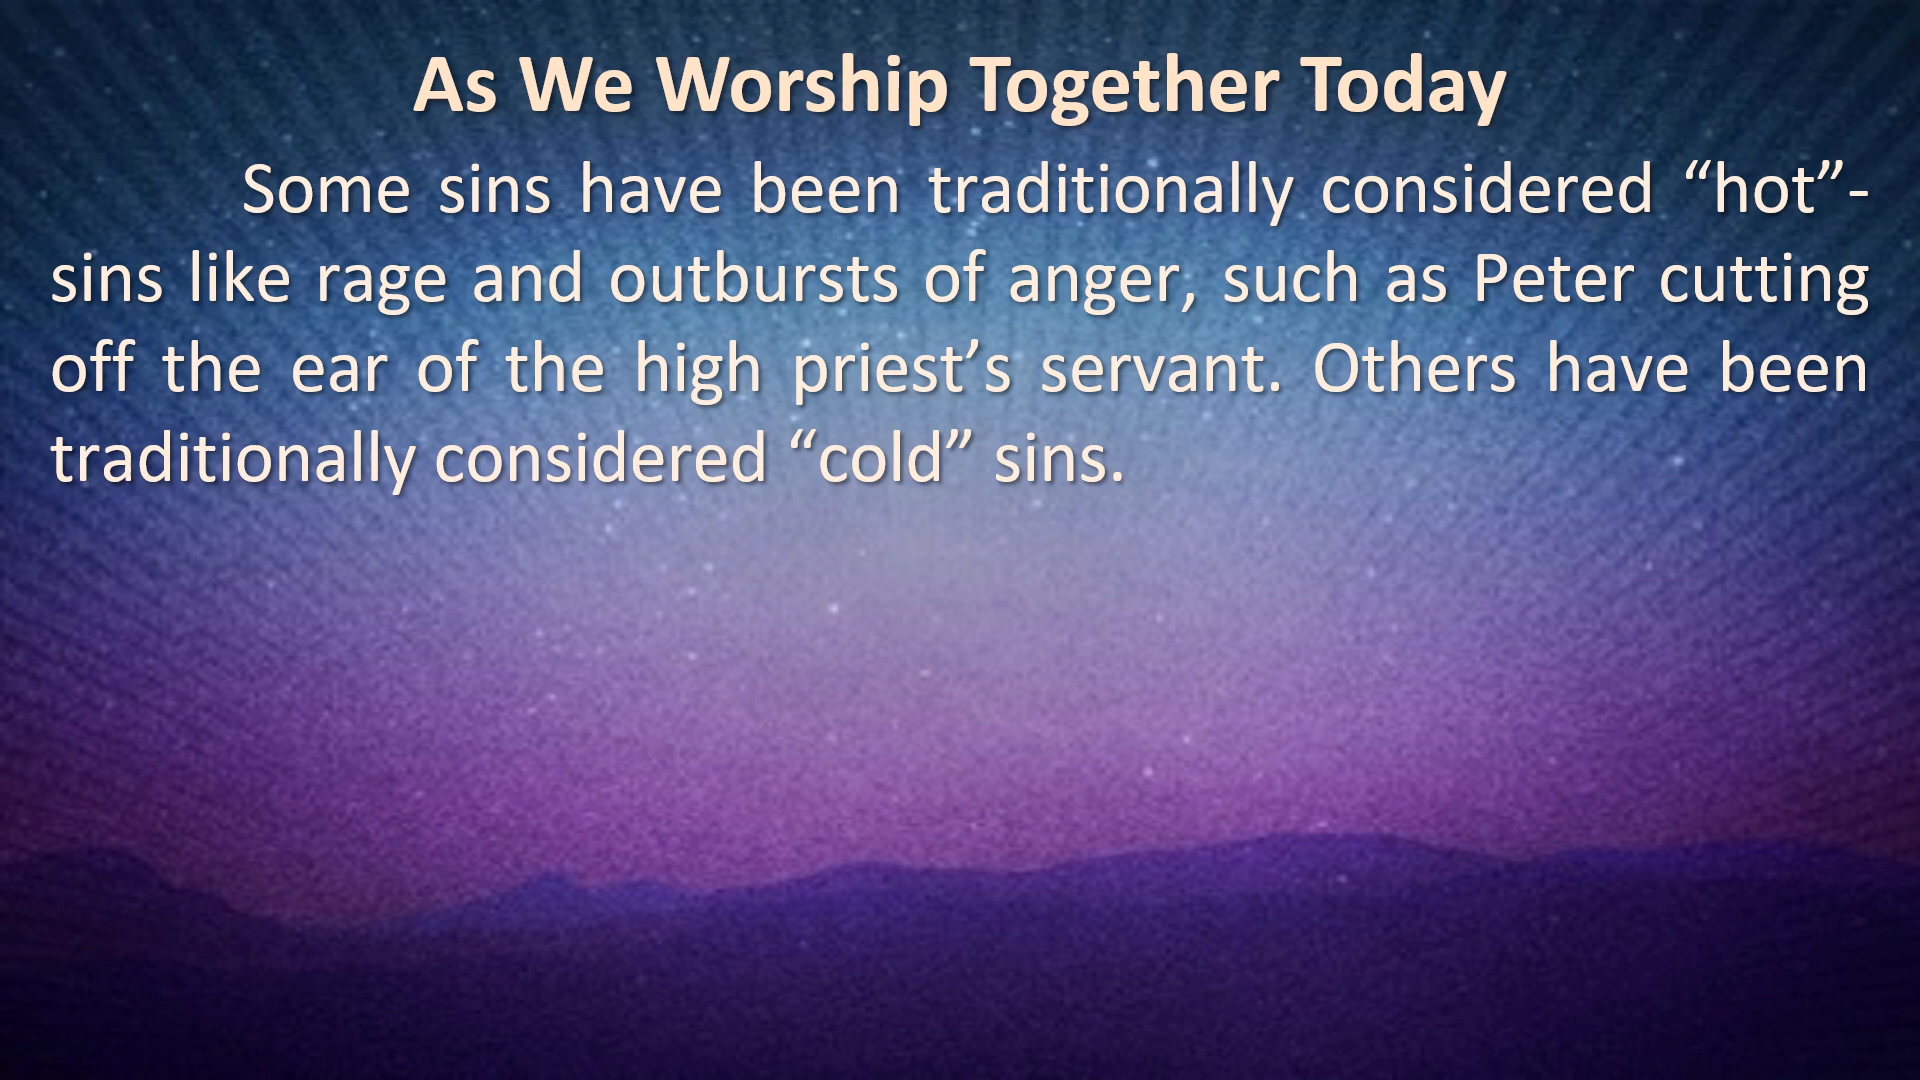 As We Worship Together Today
Some sins have been traditionally considered “hot”-
sins like rage and outbursts of anger, such as Peter cutting
off the ear of the high priest’s servant. Others have been
traditionally considered “cold” sins.